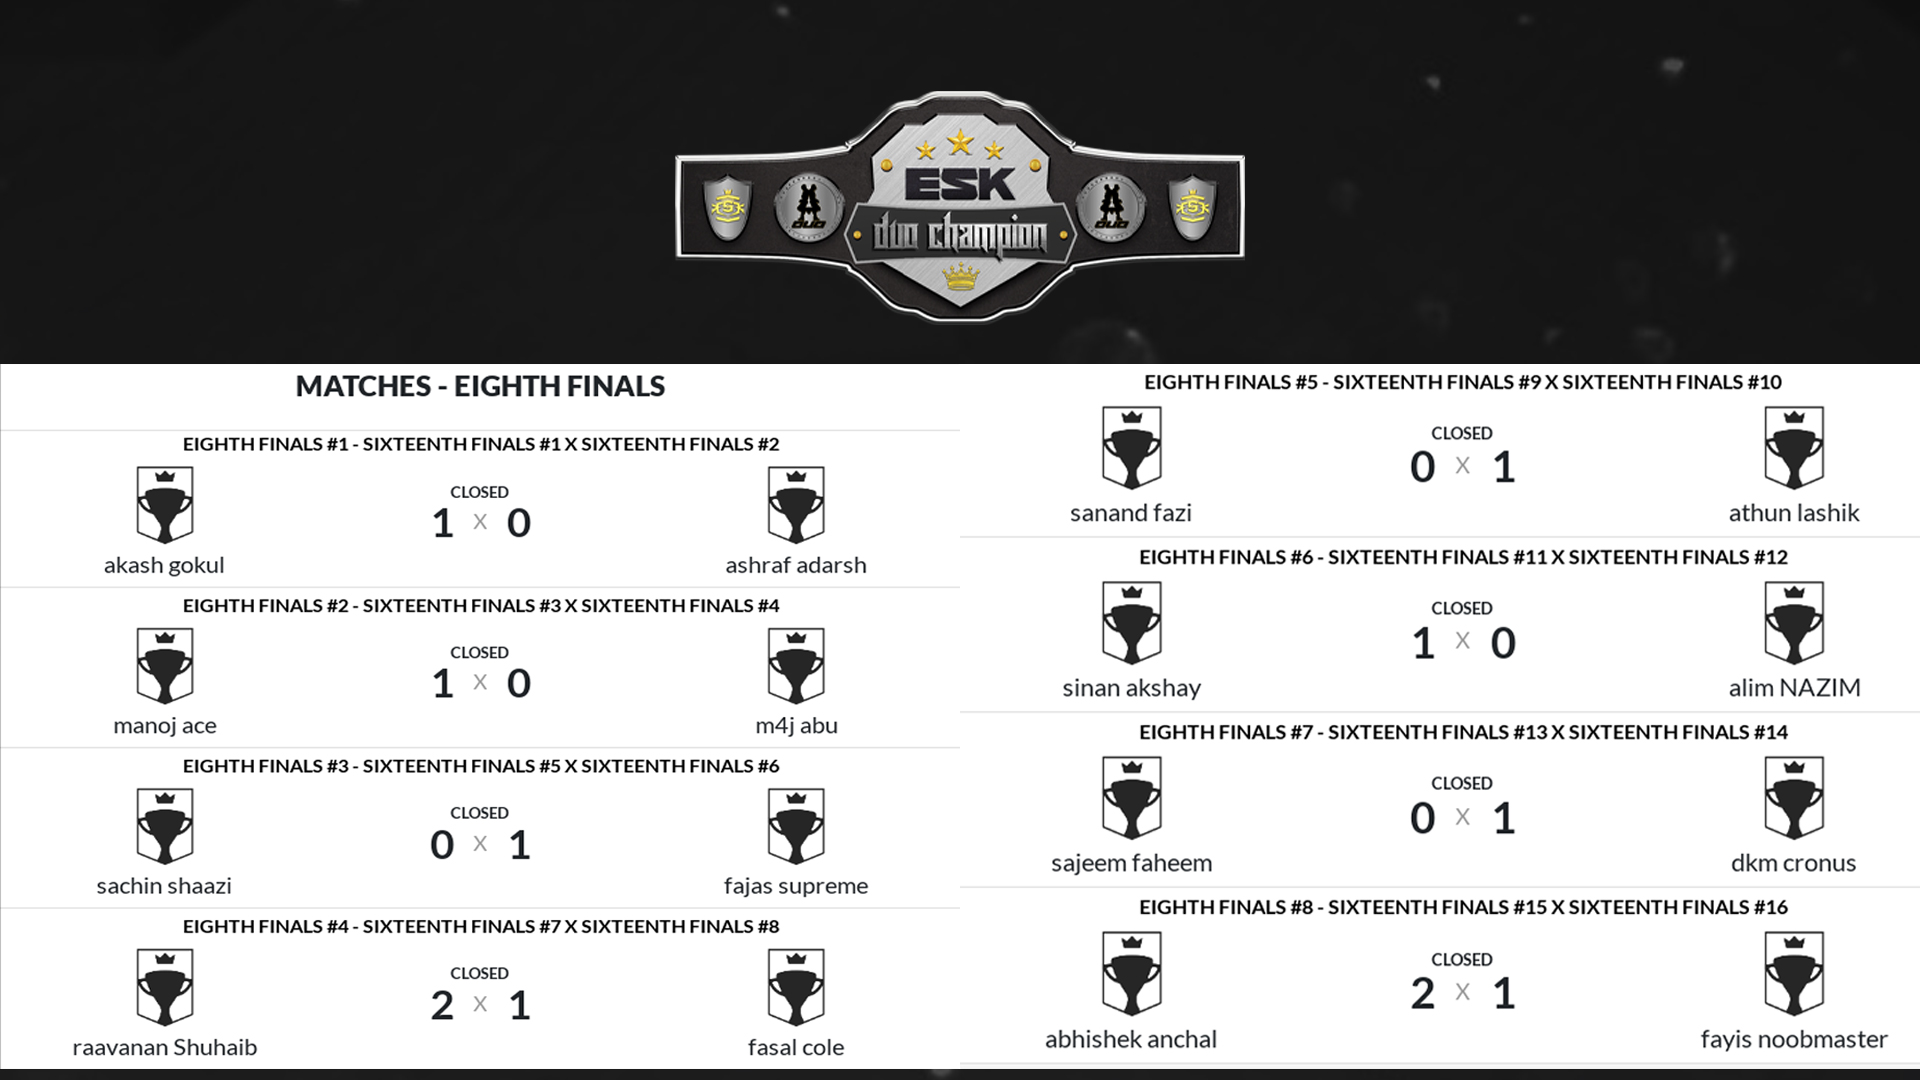 ESK
duo champion
S
A
duo
A
duo
S
MATCHES - EIGHTH FINALS
EIGHTH FINALS #1 - SIXTEENTH FINALS #1 X SIXTEENTH FINALS #2
CLOSED
1 X 0
akash gokul
ashraf adarsh
EIGHTH FINALS #2 - SIXTEENTH FINALS #3 X SIXTEENTH FINALS #4
CLOSED
1 X 0
manoj ace
m4j abu
EIGHTH FINALS #3 - SIXTEENTH FINALS #5 X SIXTEENTH FINALS #6
CLOSED
0 X 1
sachin shaazi
fajas supreme
EIGHTH FINALS #4 - SIXTEENTH FINALS #7 X SIXTEENTH FINALS #8
CLOSED
2 X 1
raavanan Shuhaib
fasal cole
EIGHTH FINALS #5 - SIXTEENTH FINALS #9 X SIXTEENTH FINALS #10
CLOSED
0 X 1
sanand fazi
athun lashik
EIGHTH FINALS #6 - SIXTEENTH FINALS #11 X SIXTEENTH FINALS #12
CLOSED
1 X 0
sinan akshay
alim NAZIM
EIGHTH FINALS #7 - SIXTEENTH FINALS #13 X SIXTEENTH FINALS #14
CLOSED
0 X 1
sajeem faheem
dkm cronus
EIGHTH FINALS #8 - SIXTEENTH FINALS #15 X SIXTEENTH FINALS #16
CLOSED
2 X 1
abhishek anchal
fayis noobmaster